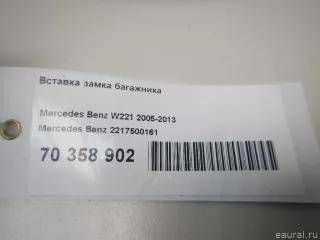 Вставка замка багажника
Mercedes Benz W221 2005-2013
Mercedes Benz 2217500161
70 358 902
eaural.ru